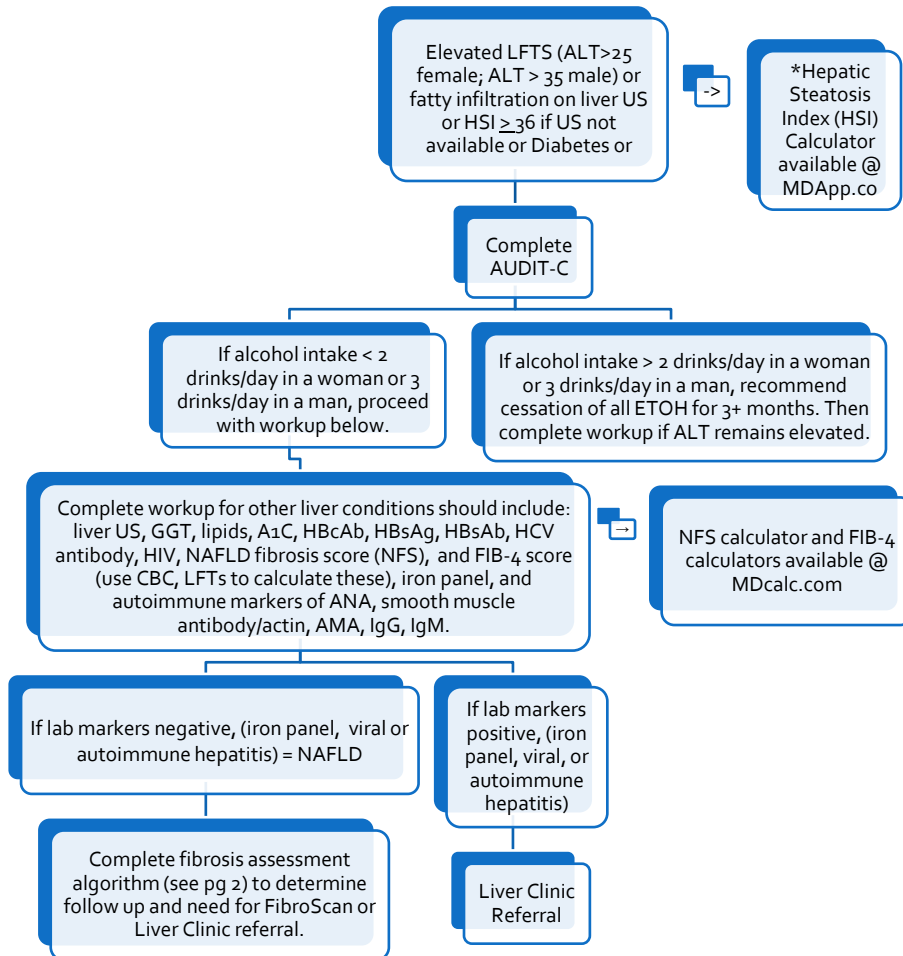 Elevated LFTS (ALT>25
female; ALT > 35 male) or
fatty infiltration on liver US
or HSI > 36 if US not
available or Diabetes or
->
*Hepatic
Steatosis
Index (HSI)
Calculator
available @
MDApp.co
Complete
AUDIT-C
If alcohol intake < 2
drinks/day in a woman or 3
drinks/day in a man, proceed
with workup below.
If alcohol intake > 2 drinks/day in a woman
or 3 drinks/day in a man, recommend
cessation of all ETOH for 3+ months. Then
complete workup if ALT remains elevated.
Complete workup for other liver conditions should include:
liver US, GGT, lipids, A1C, HBcAb, HBsAg, HBsAb, HCV
antibody, HIV, NAFLD fibrosis score (NFS), and FIB-4 score
(use CBC, LFTs to calculate these), iron panel, and
autoimmune markers of ANA, smooth muscle
antibody/actin, AMA, IgG, IgM.
→
NFS calculator and FIB-4
calculators available @
MDcalc.com
If lab markers negative, (iron panel, viral or
autoimmune hepatitis) = NAFLD
If lab markers
positive, (iron
panel, viral, or
autoimmune
hepatitis)
Complete fibrosis assessment
algorithm (see pg 2) to determine
follow up and need for FibroScan or
Liver Clinic referral.
Liver Clinic
Referral